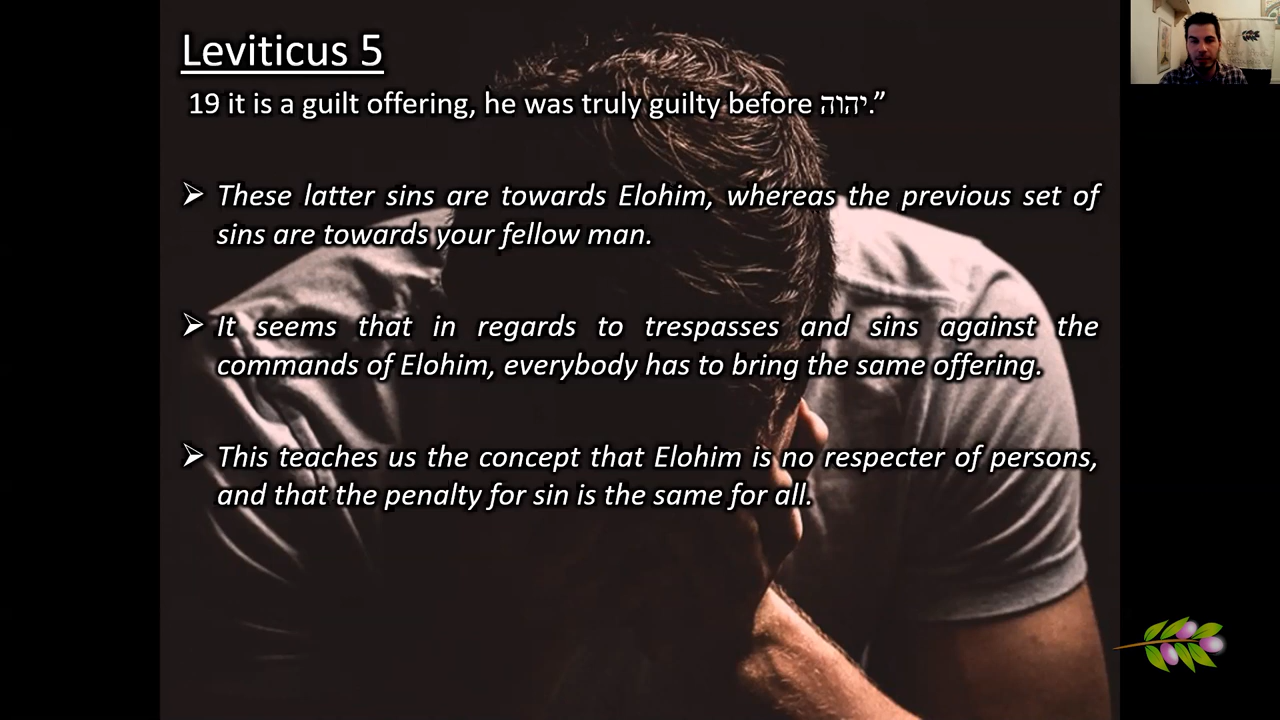 Leviticus 5
19 it is a guilt offering, he was truly guilty before יהוה.”
➢ These latter sins are towards Elohim, whereas the previous set of
sins are towards your fellow man.
➢ It seems that in regards to trespasses and sins against the
commands of Elohim, everybody has to bring the same offering.
➢ This teaches us the concept that Elohim is no respecter of persons,
and that the penalty for sin is the same for all.